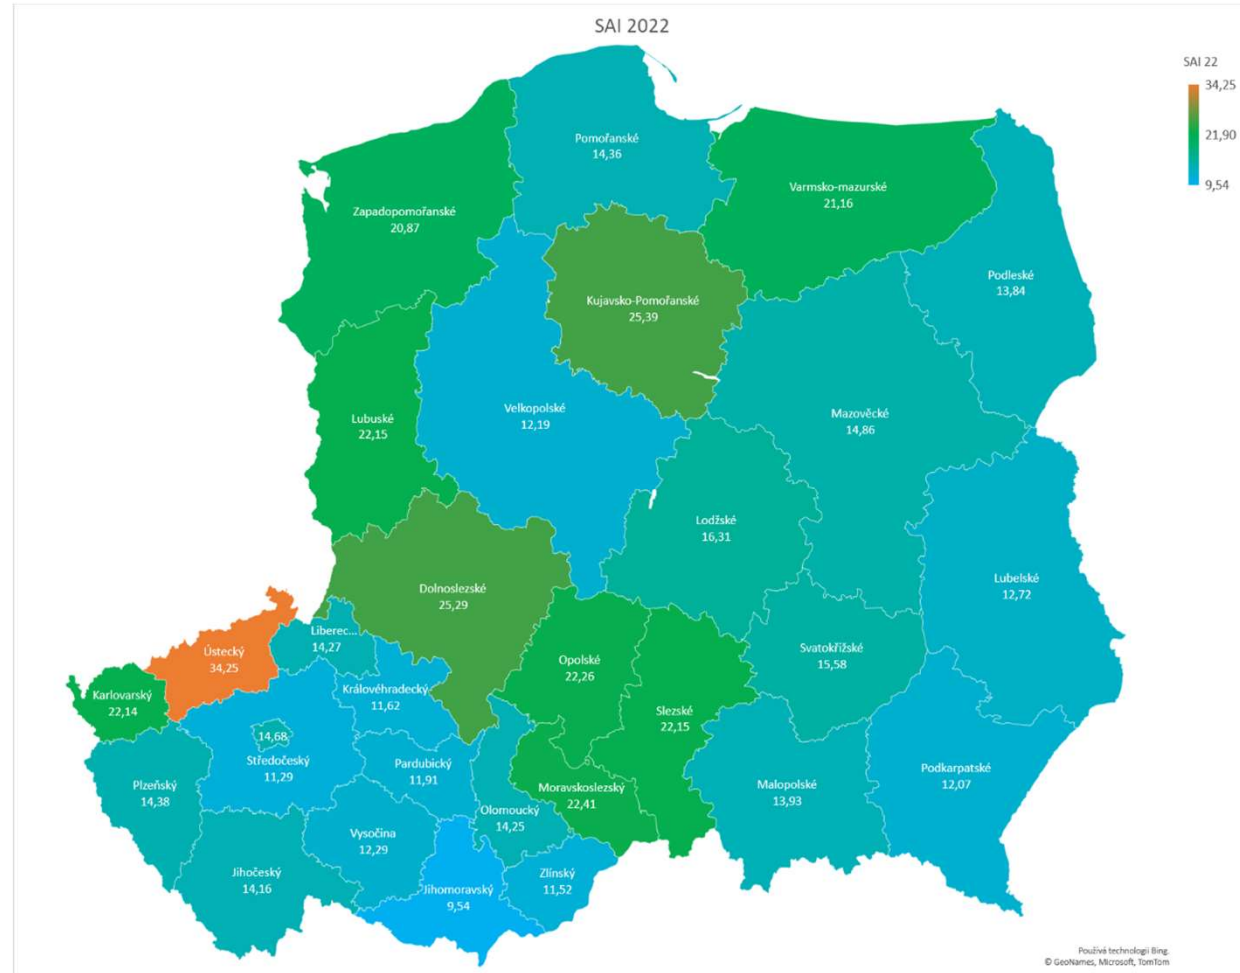 SAI 2022
SAI 22
34,25
21,90
9,54
Pomořanské
14,36
Varmsko-mazurské
21,16
Zapadopomořanské
20,87
Podleské
13,84
Kujavsko-Pomořanské
25,39
Velkopolské
12,19
Mazověcké
14,86
Lubuské
22,15
Lodžské
16,31
Lubelské
12,72
Dolnoslezské
25,29
Liberec...
14,27
Ústecký
34,25
Svatokřížské
15,58
Opolské
22,26
Královéhradecký
11,62
Karlovarský
22,14
Slezské
22,15
14,68
Středočeský
11,29
Pardubický
11,91
Podkarpatské
12,07
Plzeňský
14,38
Moravskoslezský
22,41
Malopolské
13,93
Olomoucký
14,25
Vysočina
12,29
Jihočeský
14,16
Zlínský
11,52
Jihomoravský
9,54
Používá technologii Bing.
© GeoNames, Microsoft, TomTom